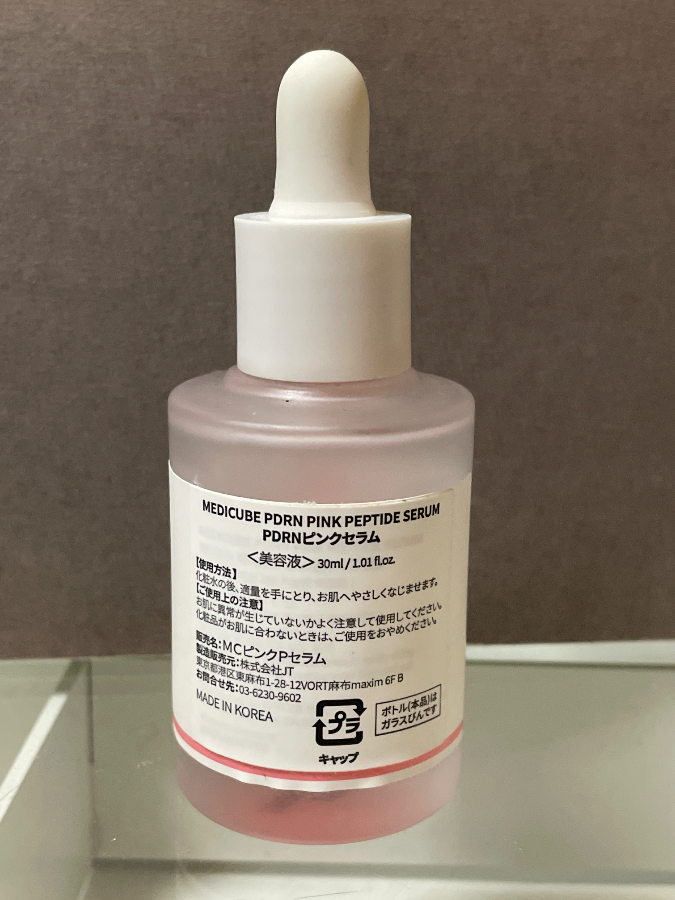 MEDICUBE PDRN PINK PEPTIDE SERUM
PDRNピンクセラム
＜美容液＞30ml / 1.01 fl.oz.
【使用方法】
化粧水の後、適量を手にとり、お肌へやさしくなじませます。
【ご使用上の注意】
お肌に異常が生じていないかよく注意して使用してください。
化粧品がお肌に合わないときは、ご使用をおやめください。
販売名：MCピンクPセラム
製造販売元：株式会社JT
東京都港区東麻布1-28-12VORT麻布maxim 6F B
お問合せ先：03-6230-9602
MADE IN KOREA
プラ
キャップ
ボトル(本品)は
ガラスびんです